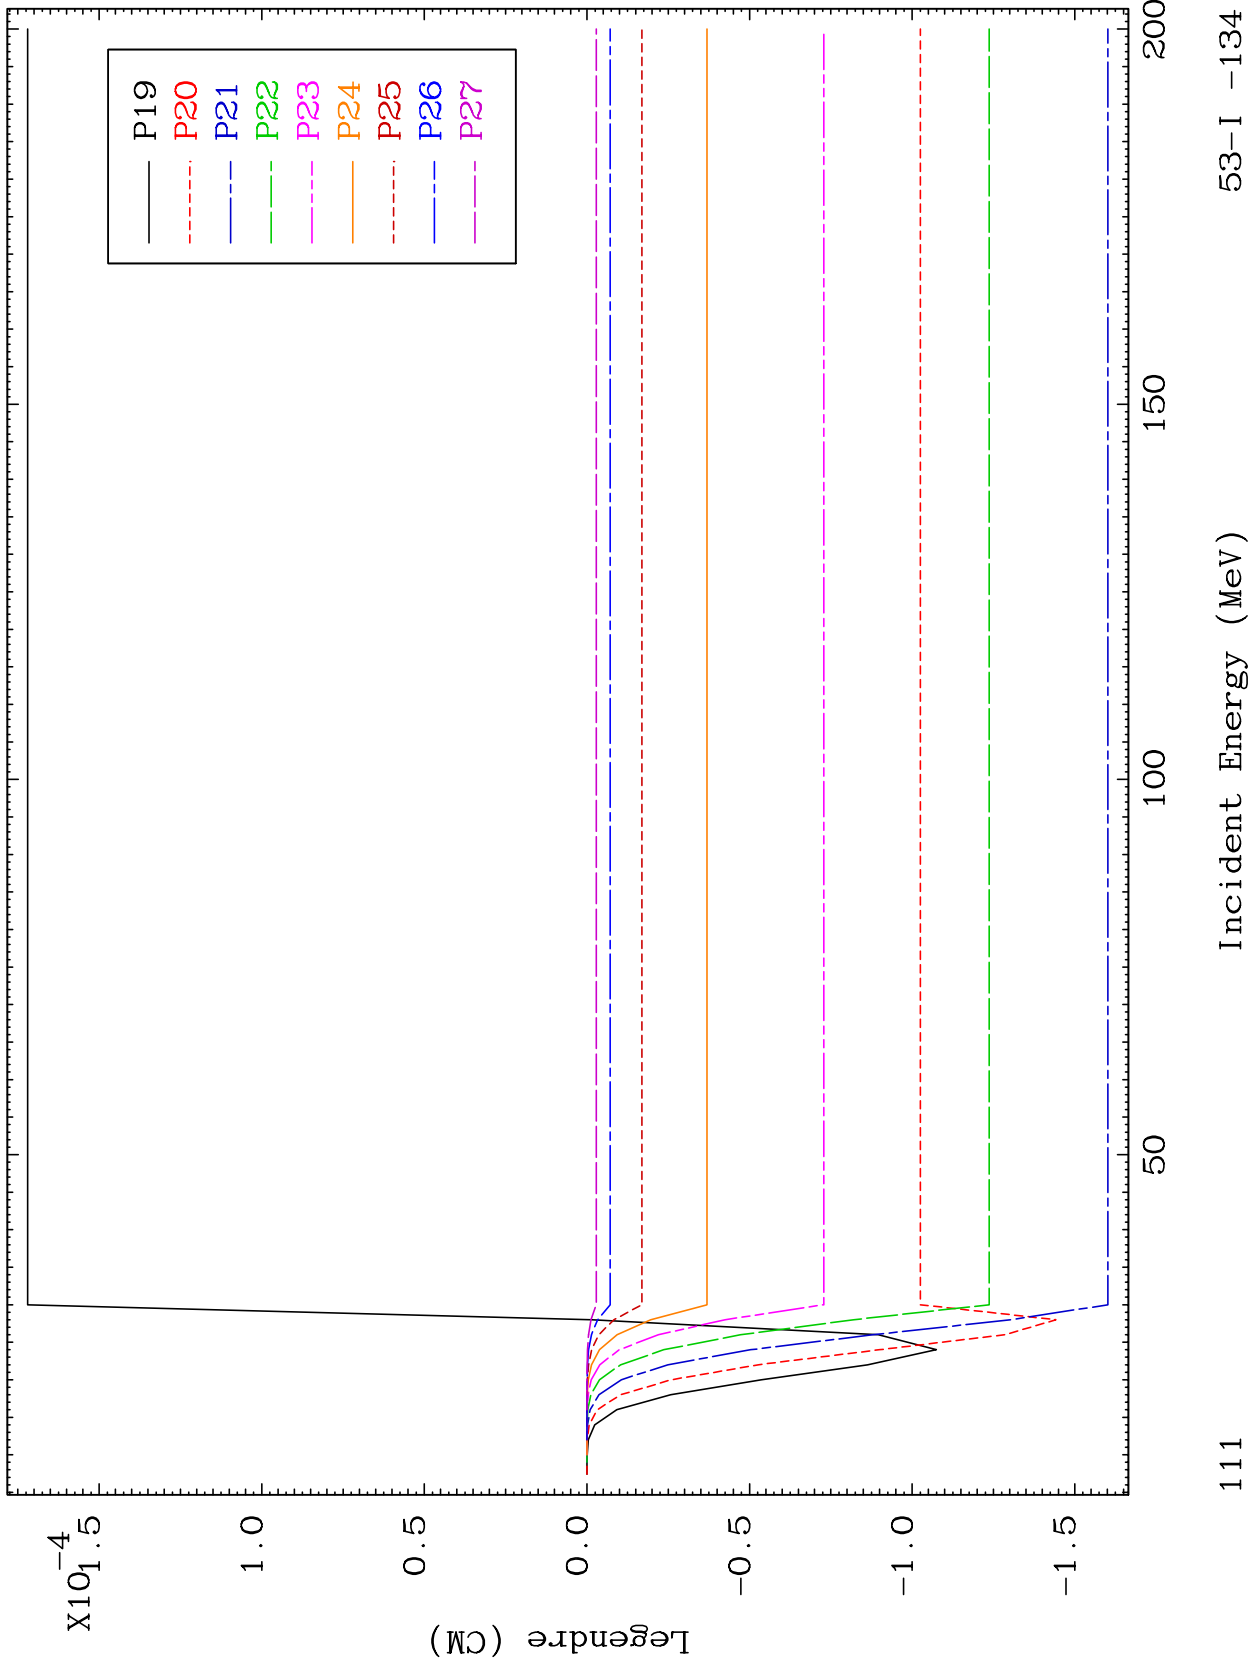 X10-4
1.5
1.0
0.5
0.0
-0.5
-1.0
-1.5
Legendre (CM)
P19
P20
P21
P22
P23
P24
P25
P26
P27
50
100
150
200
Incident Energy (MeV)
111
53-I -134